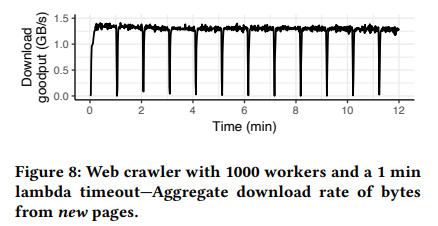 1.5
1.0
0.5
0.0
Download
goodput (GB/s)
0 2 4 6 8 10 12
Time (min)
Figure 8: Web crawler with 1000 workers and a 1 min
lambda timeout—Aggregate download rate of bytes
from new pages.